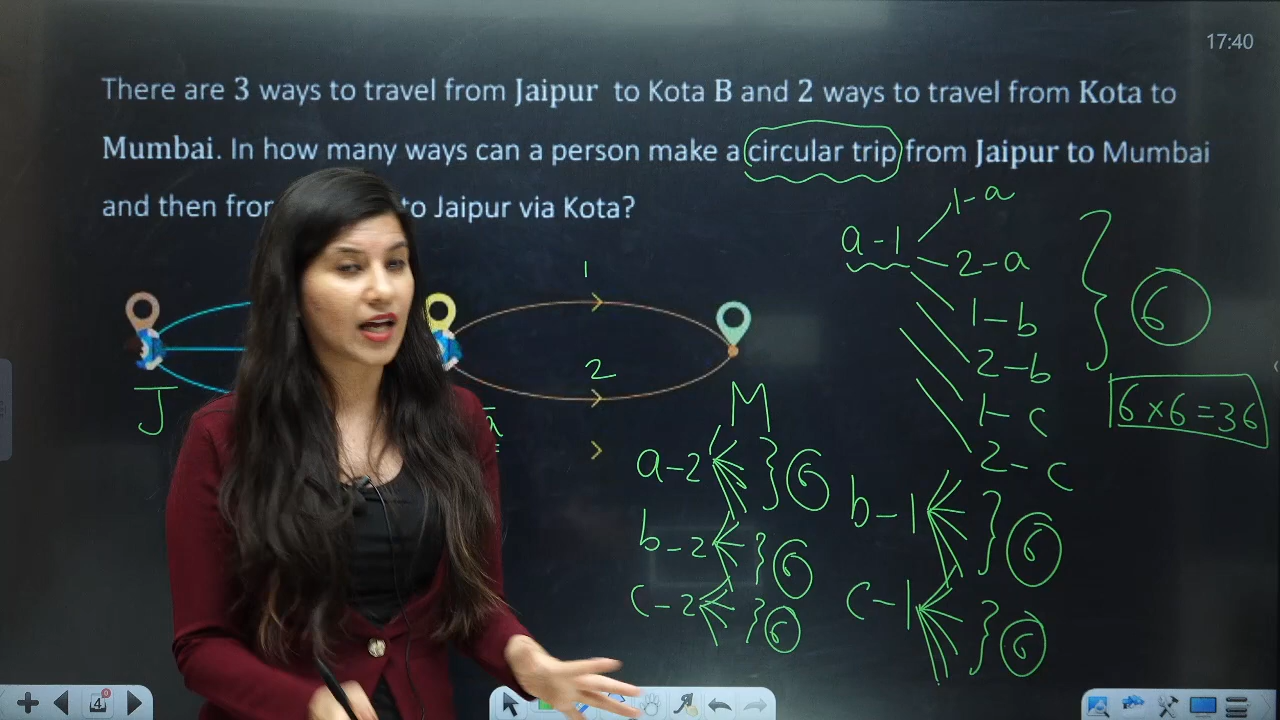 17:40
There are 3 ways to travel from Jaipur to Kota B and 2 ways to travel from Kota to
Mumbai. In how many ways can a person make a circular trip from Jaipur to Mumbai
and then to Jaipur via Kota?
1-a
a-1
2-a
1-b
2-b
1-c
2-c
6
6×6=36
1
2
J
M
a-2
6
b-2
6
c-2
6
b-1
6
c-1
6
4